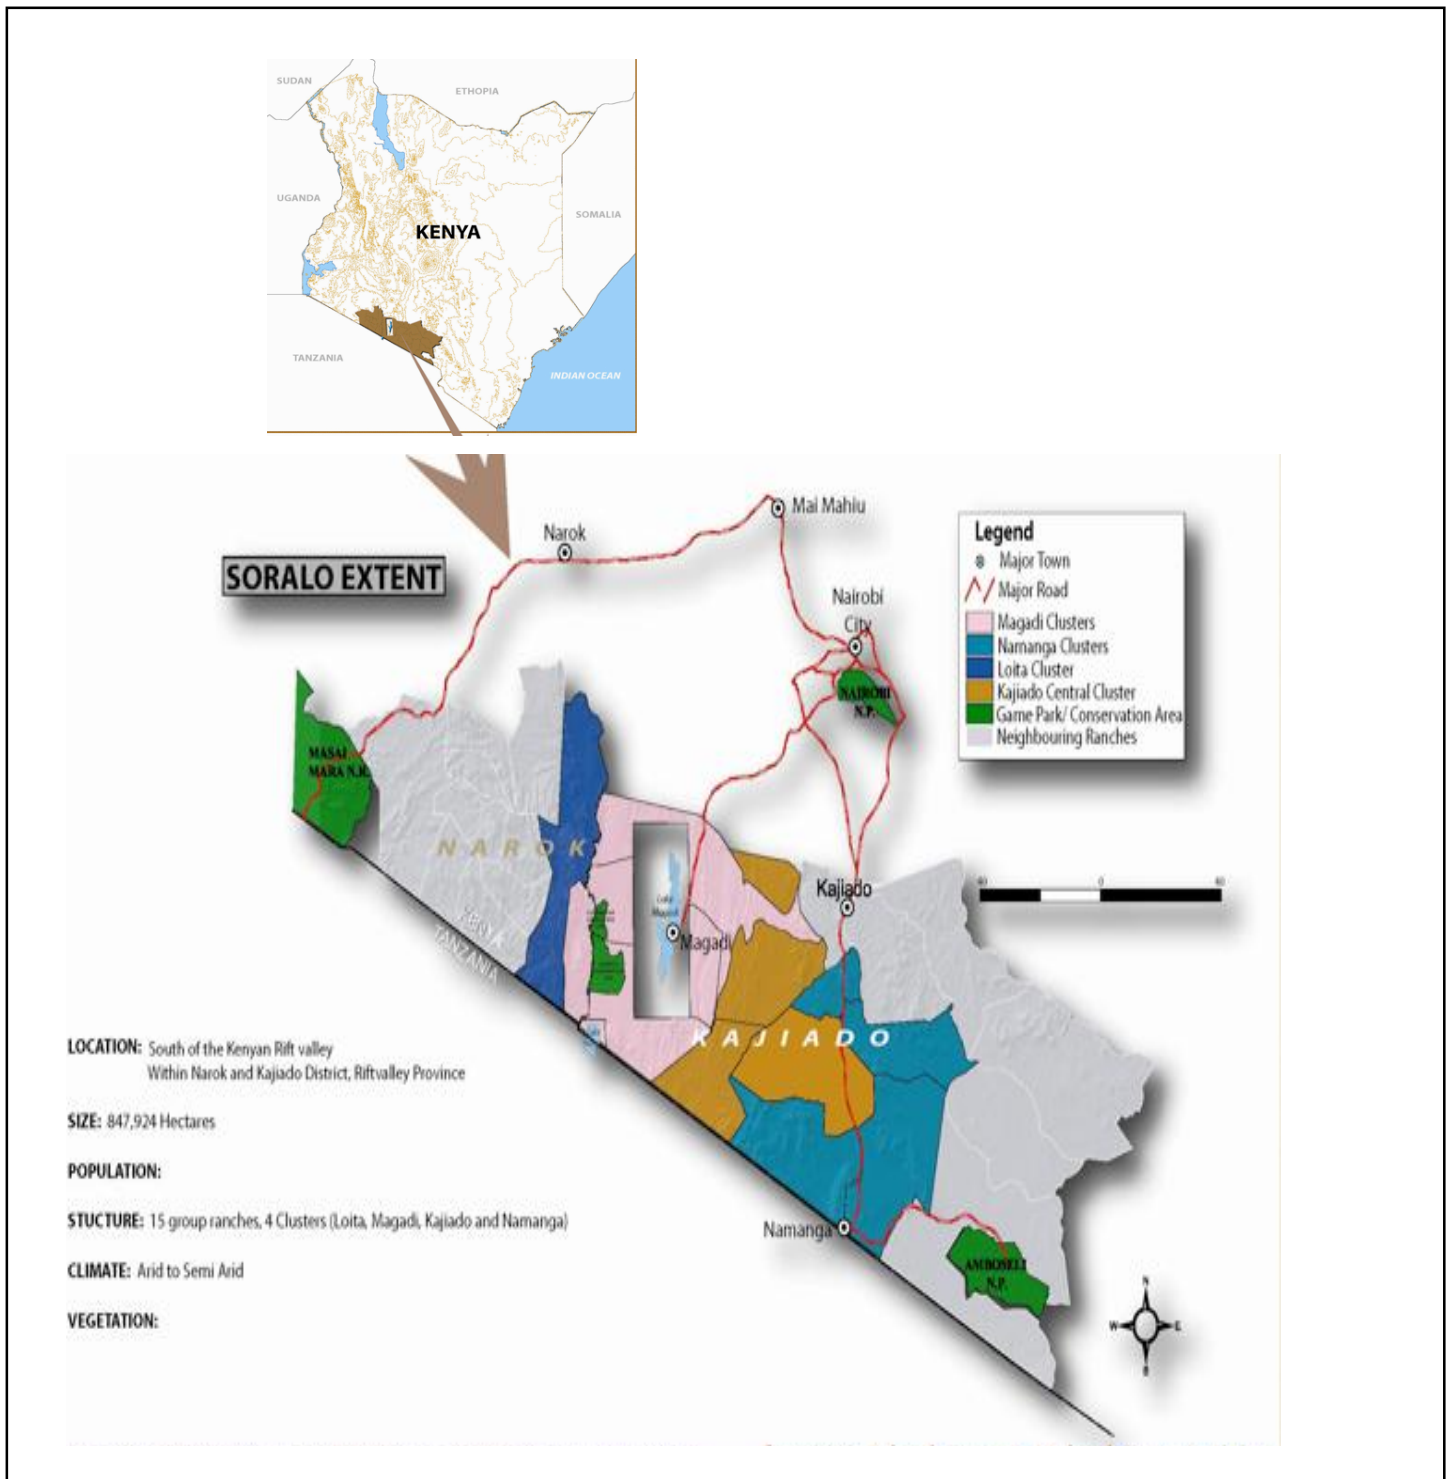 SUDAN
ETHIOPIA
UGANDA
SOMALIA
KENYA
TANZANIA
INDIAN OCEAN
Mai Mahiu
Narok
SORALO EXTENT
Nairobi
City
NAIROBI
N.P.
Legend
Major Town
Major Road
Magadi Clusters
Namanga Clusters
Loita Cluster
Kajiado Central Cluster
Game Park/ Conservation Area
Neighbouring Ranches
MASAI
MARA N.R.
NAROK
Kajiado
0
Magadi
KENYA
TANZANIA
KAJIADO
LOCATION: South of the Kenyan Rift valley
Within Narok and Kajiado District, Riftvalley Province
SIZE: 847,924 Hectares
POPULATION:
STUCTURE: 15 group ranches, 4 Clusters (Loita, Magadi, Kajiado and Namanga)
Namanga
AMBOSELI
N.P.
CLIMATE: Arid to Semi Arid
VEGETATION:
N
W
E